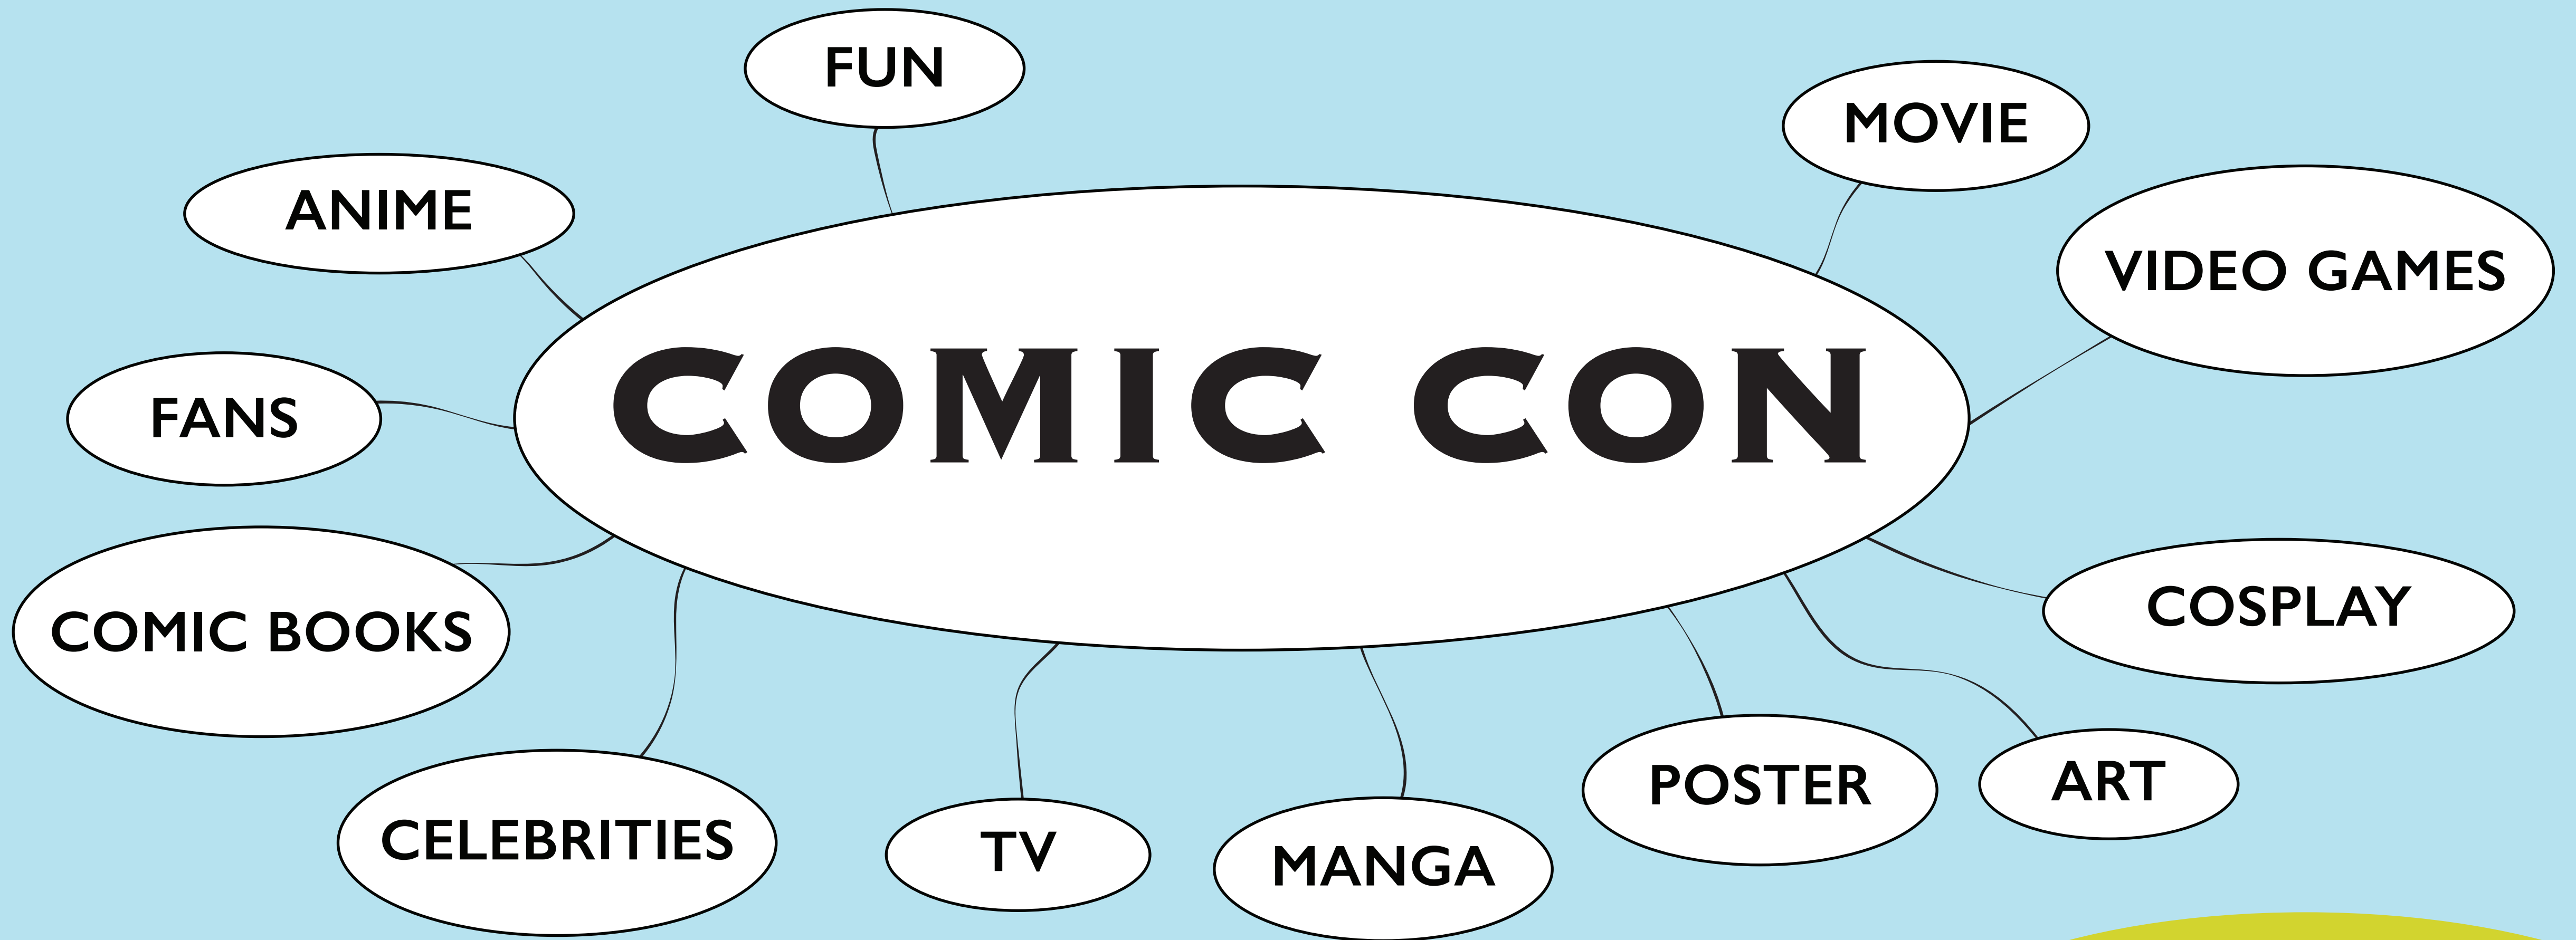 FUN
MOVIE
ANIME
VIDEO GAMES
COMIC CON
FANS
COMIC BOOKS
COSPLAY
CELEBRITIES
TV
MANGA
POSTER
ART